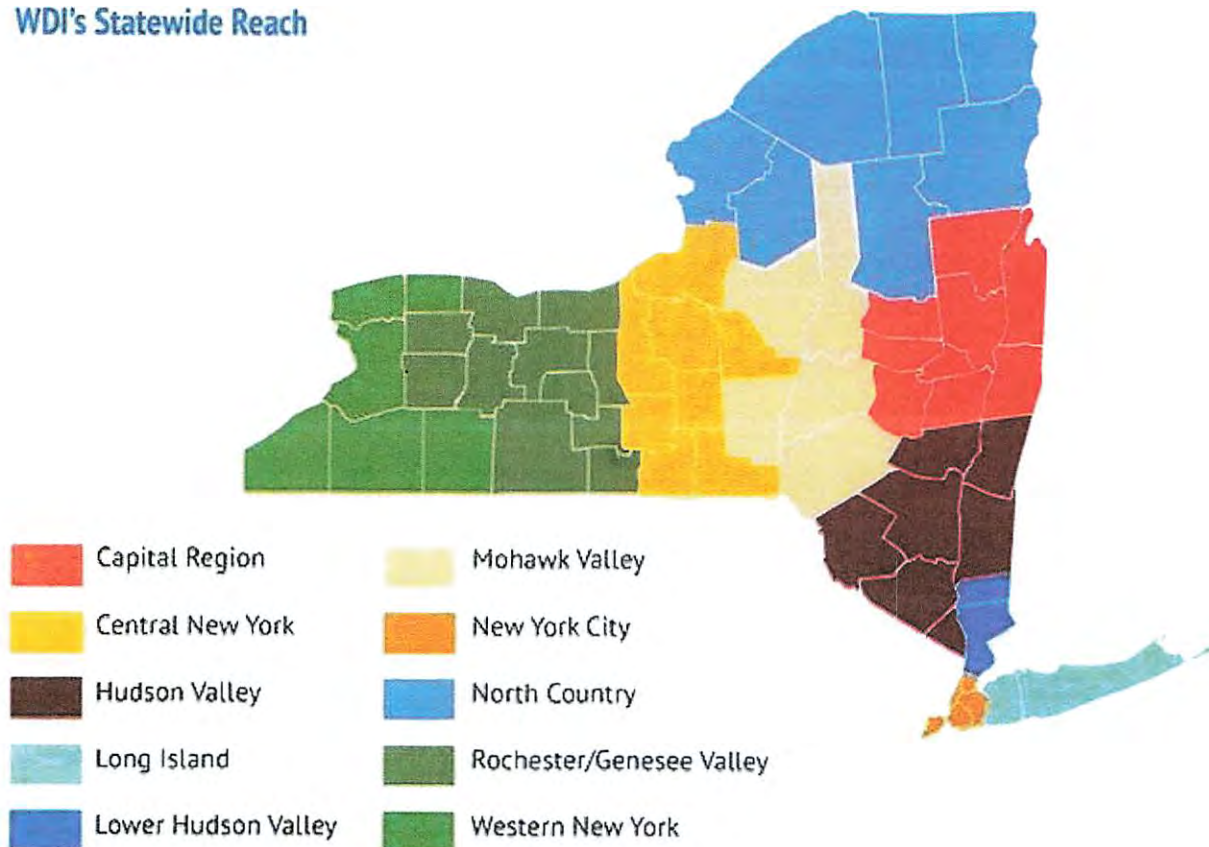 WDI's Statewide Reach
Capital Region
Central New York
Hudson Valley
Long Island
Lower Hudson Valley
Mohawk Valley
New York City
North Country
Rochester/Genesee Valley
Western New York